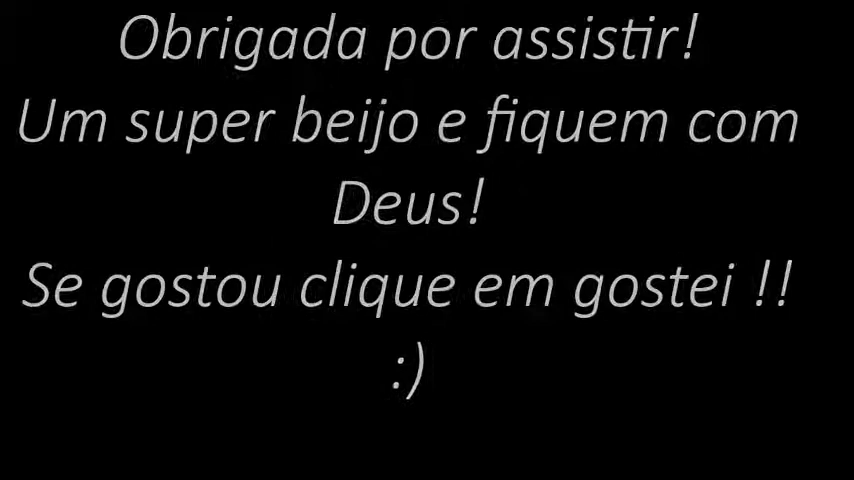 Obrigada por assistir!
Um super beijo e fiquem com
Deus!
Se gostou clique em gostei !!
:)